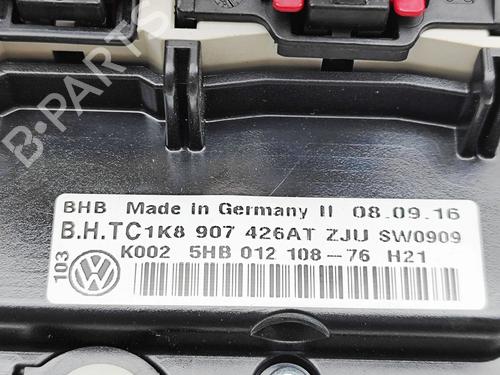 B-PARTS
BHB Made in Germany II 08.09.16
B.H.TC1K8 907 426AT ZJU SW0909
103 K002 5HB 012 108-76 H21